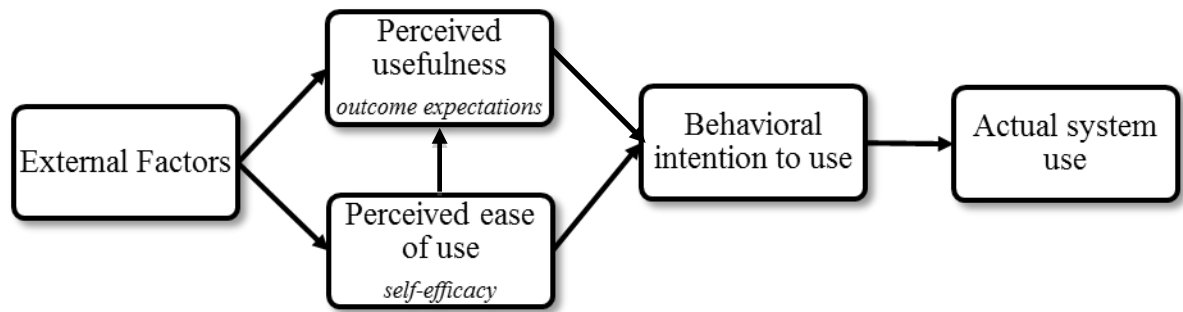 External Factors
Perceived
usefulness
outcome expectations
Perceived ease
of use
self-efficacy
Behavioral
intention to use
Actual system
use